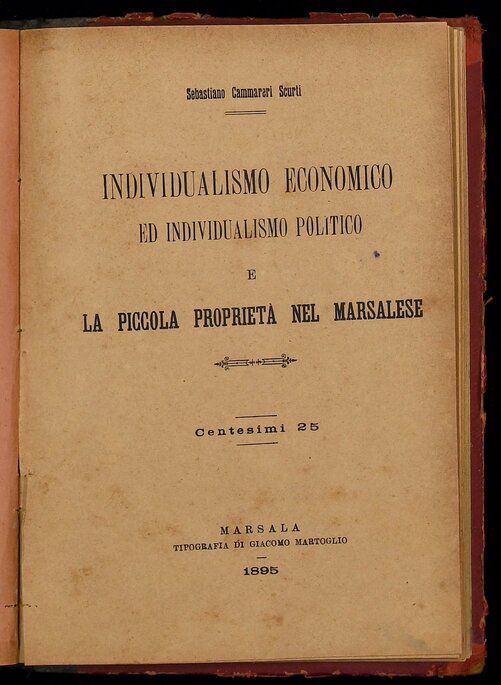 Sebastiano Cammareri Scurti
INDIVIDUALISMO ECONOMICO
ED INDIVIDUALISMO POLITICO
E
LA PICCOLA PROPRIETÀ NEL MARSALESE
Centesimi 25
MARSALA
TIPOGRAFIA DI GIACOMO MARTOGLIO
1895